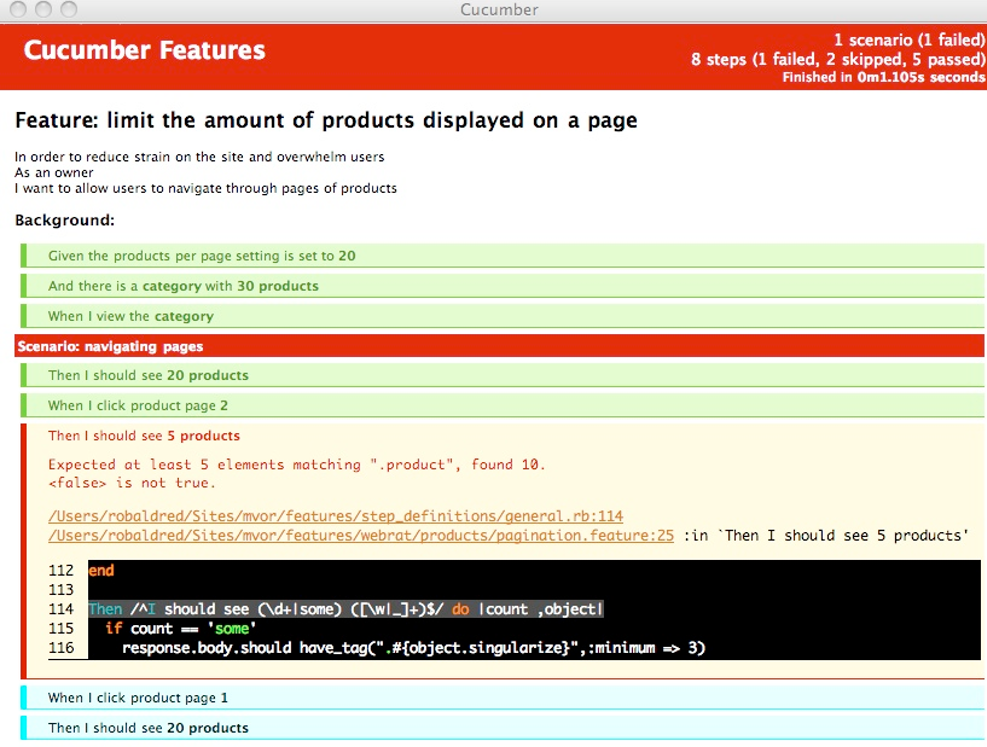 Cucumber
Cucumber Features
1 scenario (1 failed)
8 steps (1 failed, 2 skipped, 5 passed)
Finished in 0m1.105s seconds
Feature: limit the amount of products displayed on a page
In order to reduce strain on the site and overwhelm users
As an owner
I want to allow users to navigate through pages of products
Background:
Given the products per page setting is set to 20
And there is a category with 30 products
When I view the category
Scenario: navigating pages
Then I should see 20 products
When I click product page 2
Then I should see 5 products
Expected at least 5 elements matching ".product", found 10.
<false> is not true.
/Users/robaldred/Sites/mvor/features/step_definitions/general.rb:114
/Users/robaldred/Sites/mvor/features/webrat/products/pagination.feature:25 :in `Then I should see 5 products'
112 end
113
114 Then /^I should see (\d+|some) ([\w|_]+)$/ do |count ,object|
115 if count == 'some'
116 response.body.should have_tag(".#{object.singularize}",:minimum => 3)
When I click product page 1
Then I should see 20 products